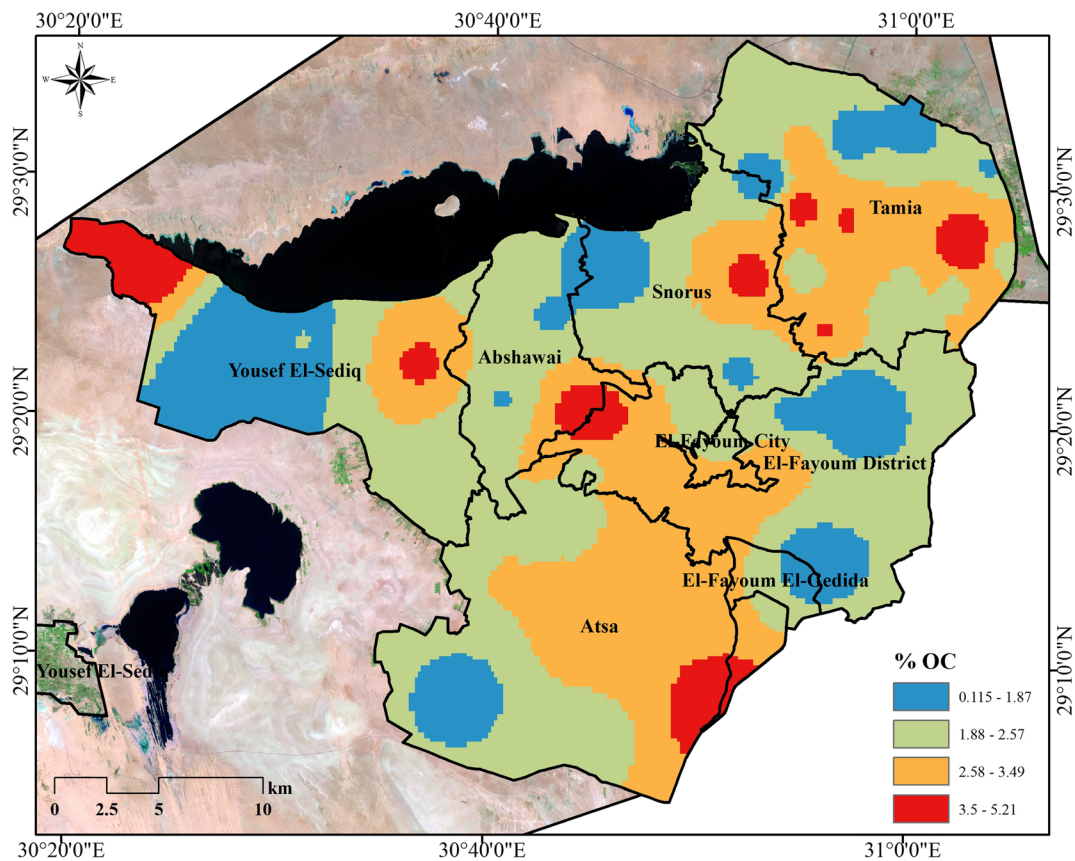 30°20'0"E 30°40'0"E 31°0'0"E
N
W E
S
29°30'0"N
29°20'0"N
29°10'0"N
29°30'0"N
29°20'0"N
29°10'0"N
Tamia
Snorus
Abshawai
Yousef El-Sediq
El-Fayoum City
El-Fayoum District
El-Fayoum El-Gedida
Atsa
Yousef El-Sed
% OC
0.115 - 1.87
1.88 - 2.57
2.58 - 3.49
3.5 - 5.21
km
0 2.5 5 10
30°20'0"E 30°40'0"E 31°0'0"E